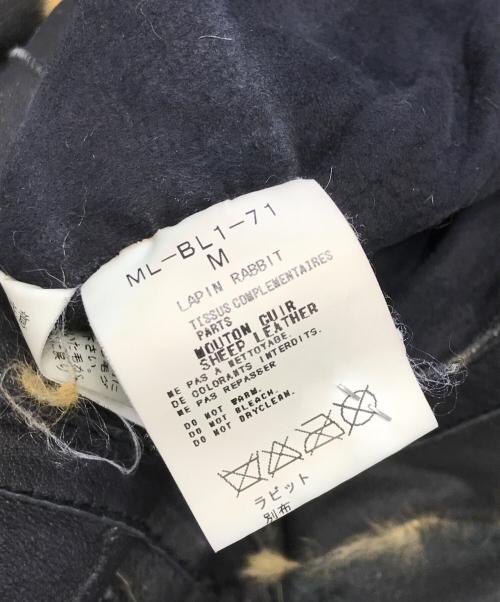 ML-BL1-71
M
LAPIN RABBIT
TISSUS COMPLEMENTAIRES
PARTS
MOUTON CUIR
SHEEP LEATHER
NE PAS A NETTOYAGE.
DE COLORANTS INTERDITS.
NE PAS REPASSER
DO NOT WARM.
DO NOT BLEACH.
DO NOT DRYCLEAN.
ラビット
別布